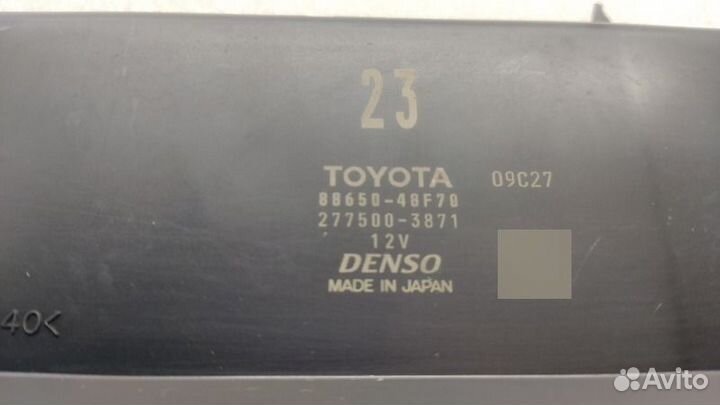 23
TOYOTA 09C27
88650-48F70
277500-3871
12V
DENSO
MADE IN JAPAN
40<
Avito